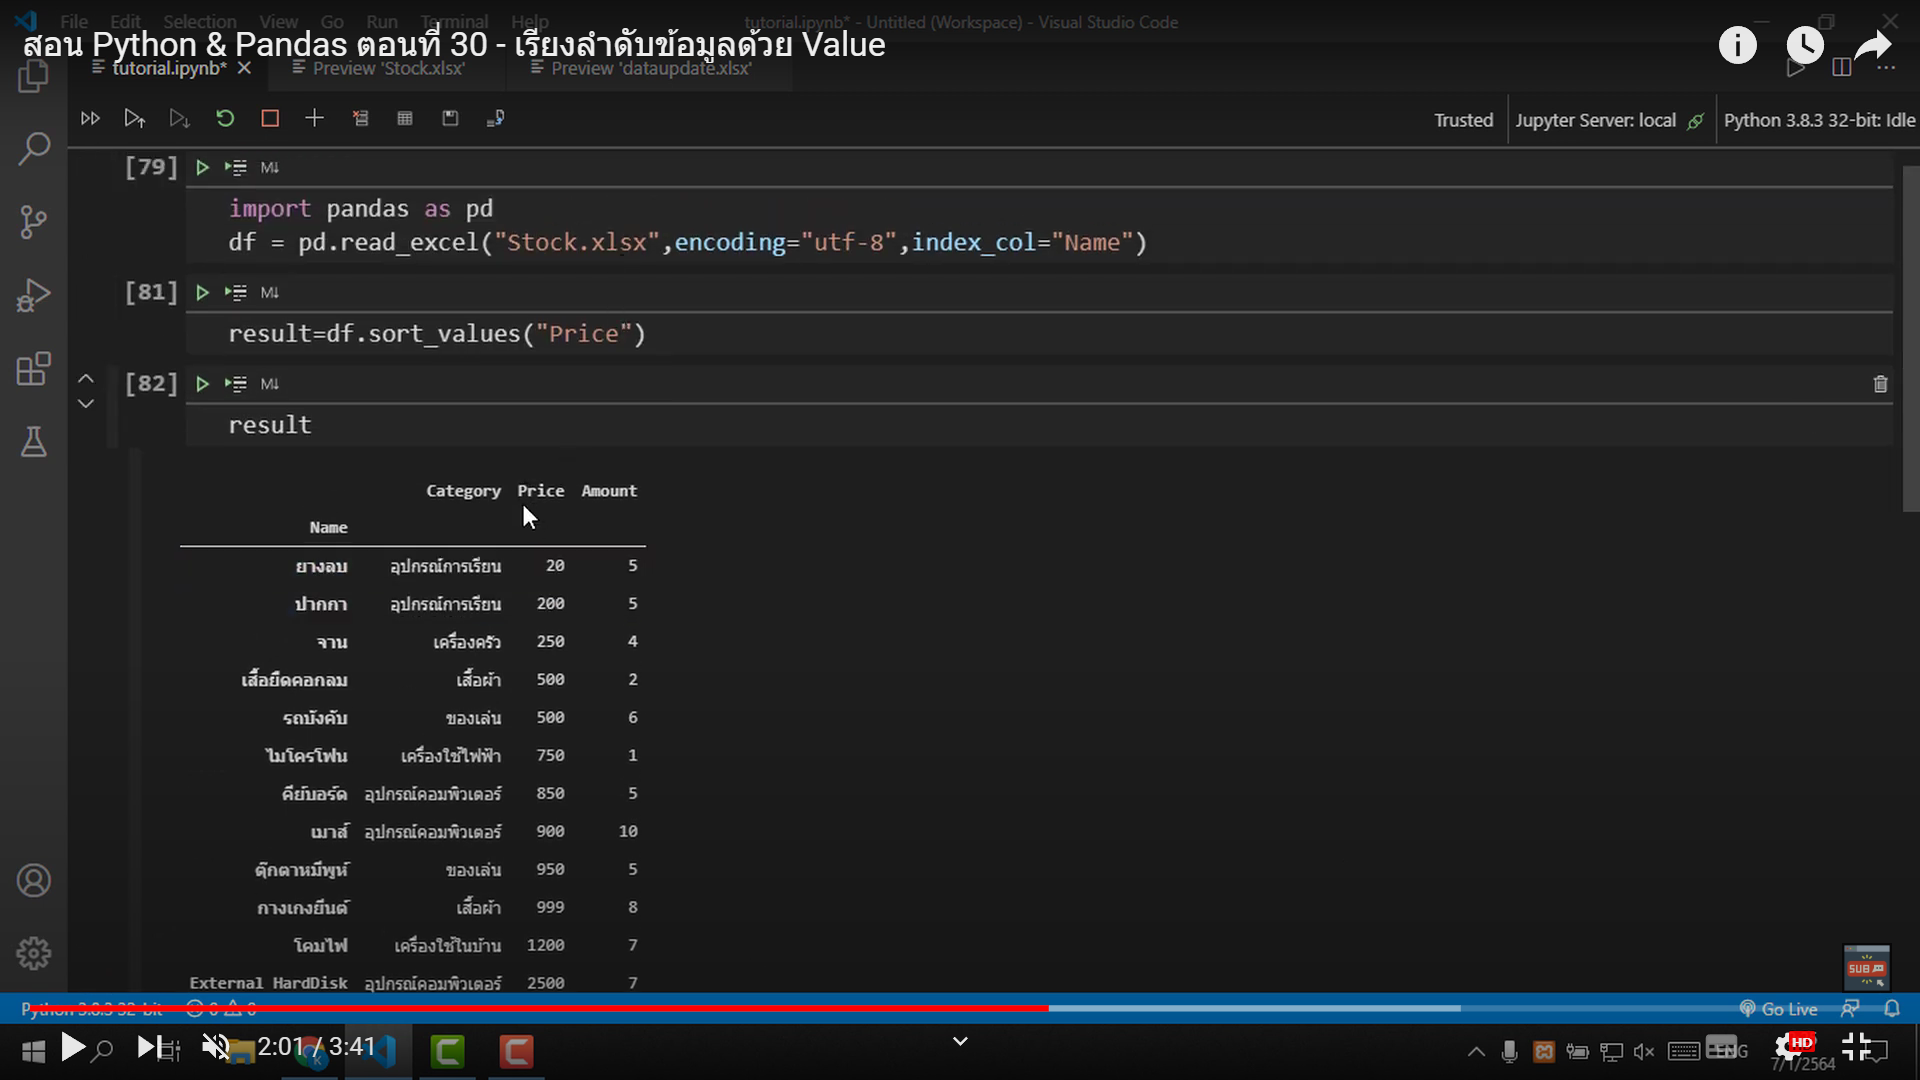 File Edit Selection View Go Run Terminal Help
tutorial.ipynb* - Untitled (Workspace) - Visual Studio Code
สอน Python & Pandas ตอนที่ 30 - เรียงลำดับข้อมูลด้วย Value
tutorial.ipynb* Preview 'Stock.xlsx' Preview 'dataupdate.xlsx'
Trusted Jupyter Server: local Python 3.8.3 32-bit: Idle
[79] M↓
import pandas as pd
df = pd.read_excel("Stock.xlsx",encoding="utf-8",index_col="Name")
[81] M↓
result=df.sort_values("Price")
[82] M↓
result
Category Price Amount
Name
ยางลบ อุปกรณ์การเรียน 20 5
ปากกา อุปกรณ์การเรียน 200 5
จาน เครื่องครัว 250 4
เสื้อยืดคอกลม เสื้อผ้า 500 2
รถบังคับ ของเล่น 500 6
ไมโครโฟน เครื่องใช้ไฟฟ้า 750 1
คีย์บอร์ด อุปกรณ์คอมพิวเตอร์ 850 5
เมาส์ อุปกรณ์คอมพิวเตอร์ 900 10
ตุ๊กตาหมีพูห์ ของเล่น 950 5
กางเกงยีนต์ เสื้อผ้า 999 8
โคมไฟ เครื่องใช้ในบ้าน 1200 7
External HardDisk อุปกรณ์คอมพิวเตอร์ 2500 7
SUB
Python 3.8.3 32-bit 0 0 Go Live
2:01 / 3:41 ENG HD
7/1/2564